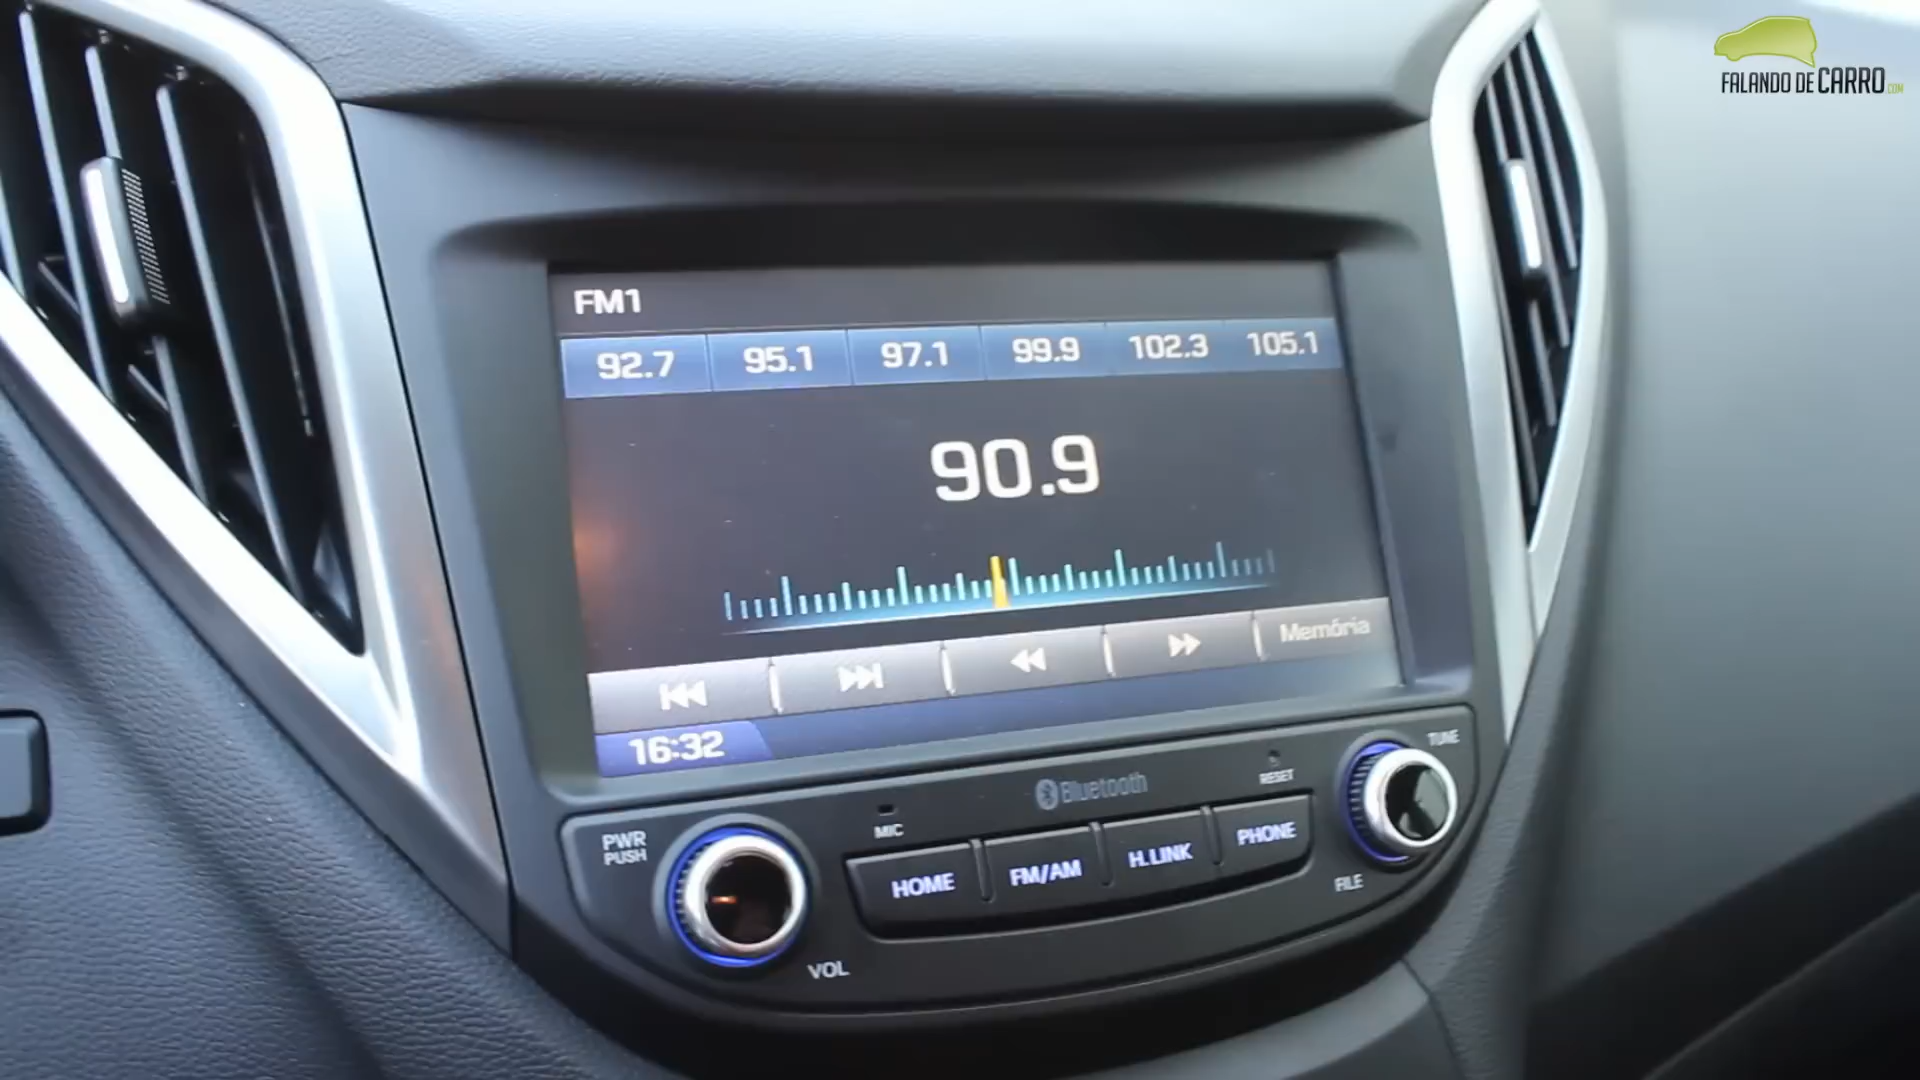 FALANDO DE CARRO.COM
FM1
92.7 95.1 97.1 99.9 102.3 105.1
90.9
Memória
16:32
Bluetooth
RESET
TUNE
PWR
PUSH
MIC
HOME FM/AM H.LINK PHONE
FILE
VOL